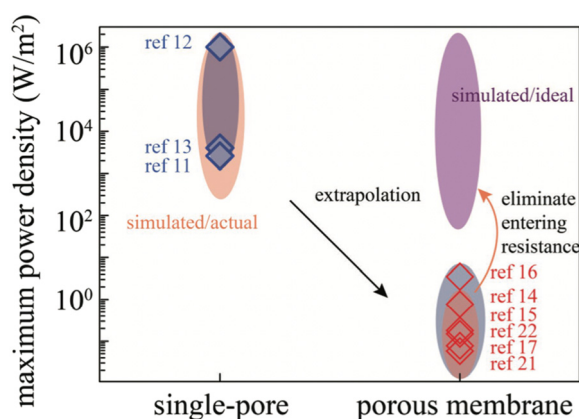 maximum power density (W/m²)
10⁶
10⁴
10²
10⁰
ref 12
ref 13
ref 11
simulated/actual
extrapolation
simulated/ideal
eliminate
entering
resistance
ref 16
ref 14
ref 15
ref 22
ref 17
ref 21
single-pore
porous membrane